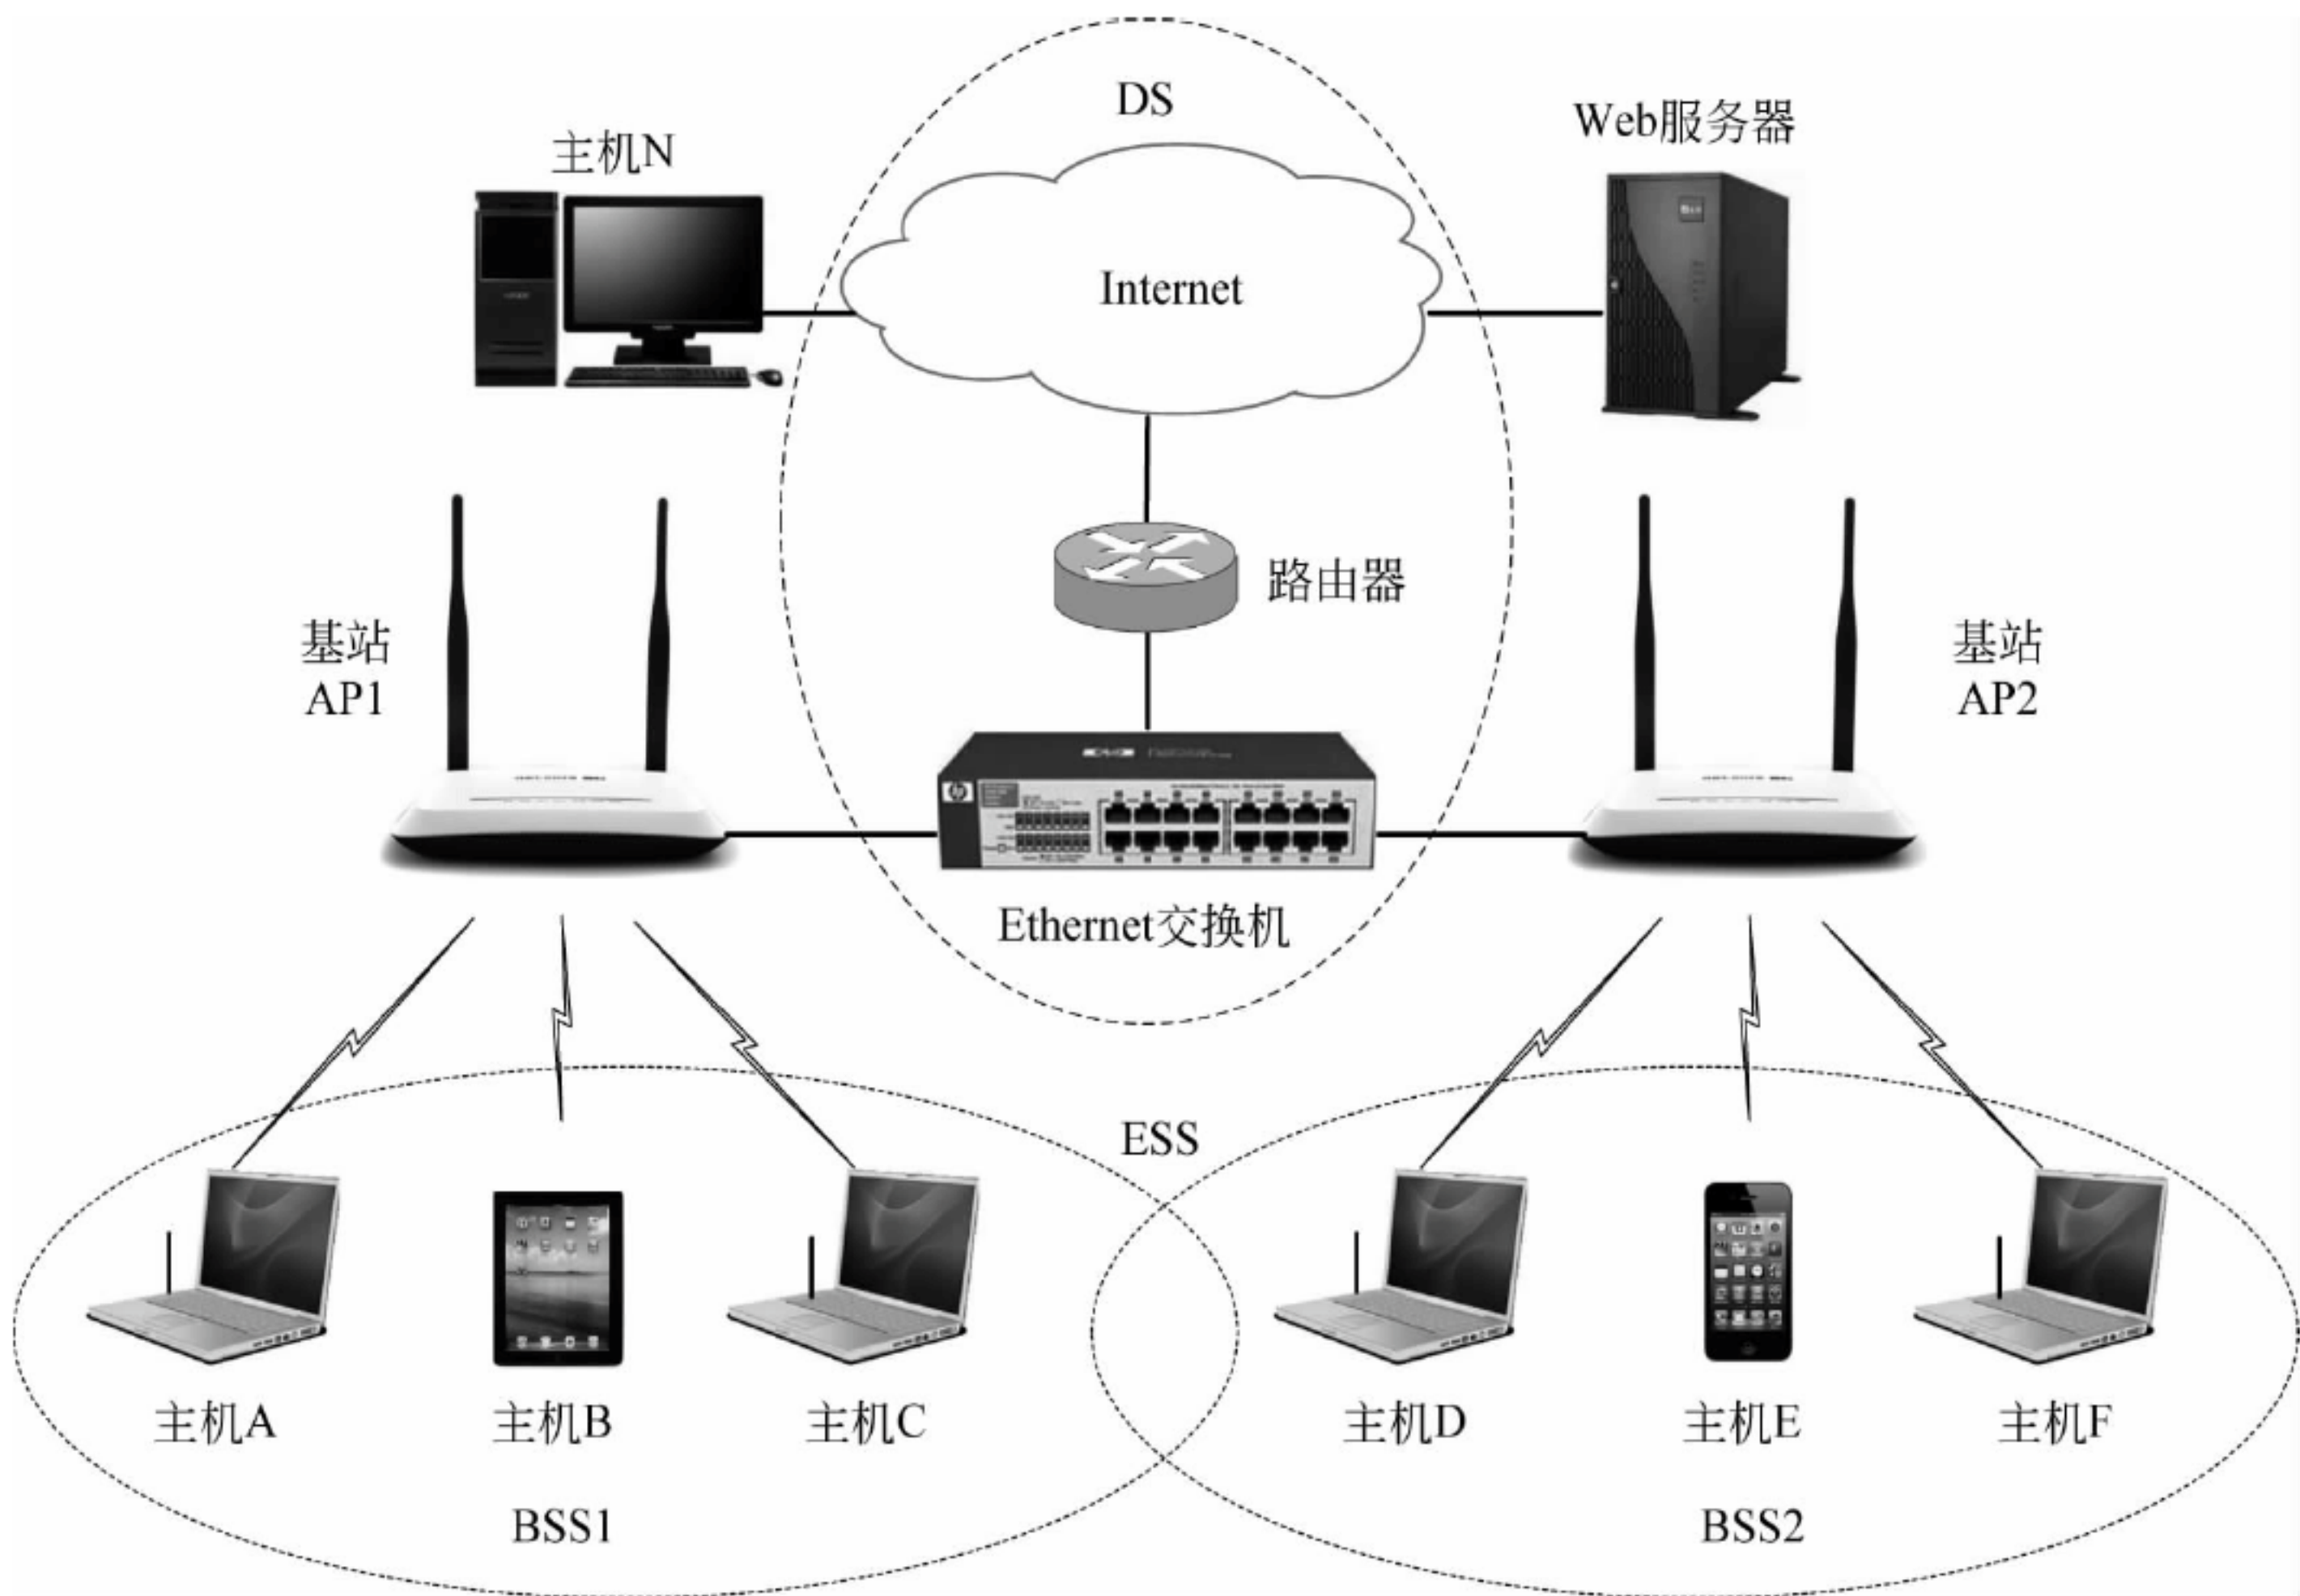 DS
主机N
Web服务器
Internet
路由器
基站
AP1
基站
AP2
hp
Ethernet交换机
ESS
主机A
主机B
主机C
主机D
主机E
主机F
BSS1
BSS2